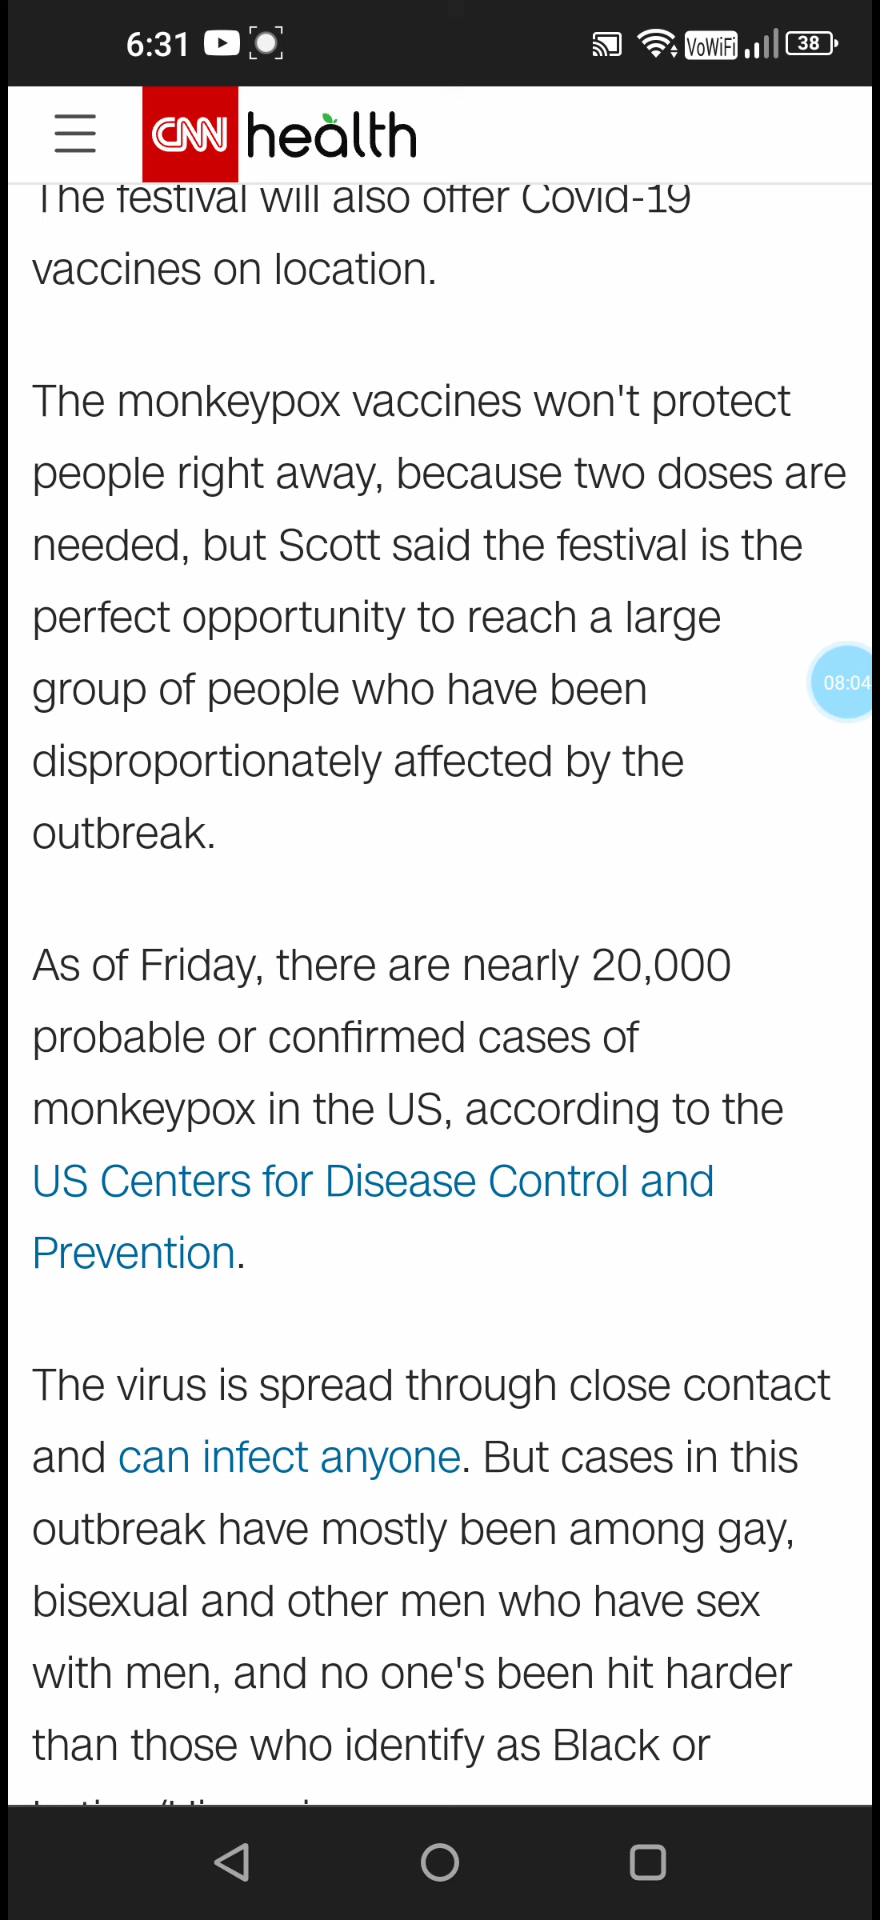 6:31
VoWiFi
38
CNN health
The festival will also offer Covid-19
vaccines on location.
The monkeypox vaccines won't protect
people right away, because two doses are
needed, but Scott said the festival is the
perfect opportunity to reach a large
group of people who have been
08:04
disproportionately affected by the
outbreak.
As of Friday, there are nearly 20,000
probable or confirmed cases of
monkeypox in the US, according to the
US Centers for Disease Control and
Prevention.
The virus is spread through close contact
and can infect anyone. But cases in this
outbreak have mostly been among gay,
bisexual and other men who have sex
with men, and no one's been hit harder
than those who identify as Black or